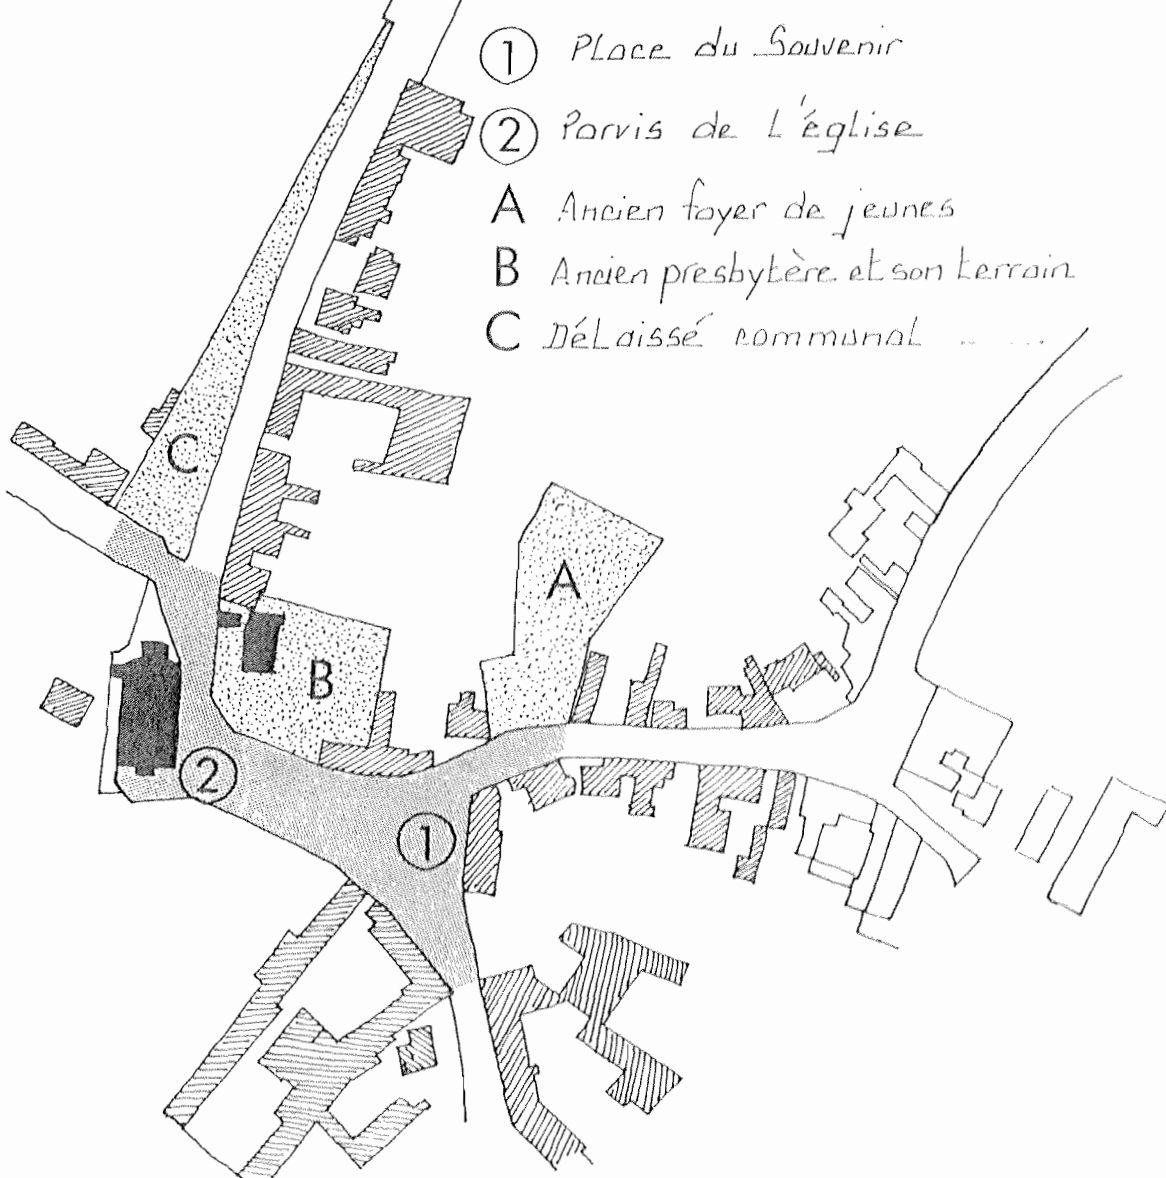 1 Place du Souvenir
2 Parvis de l'église
A Ancien foyer de jeunes
B Ancien presbytère et son terrain
C Délaissé communal .. . .
C
A
B
2
1